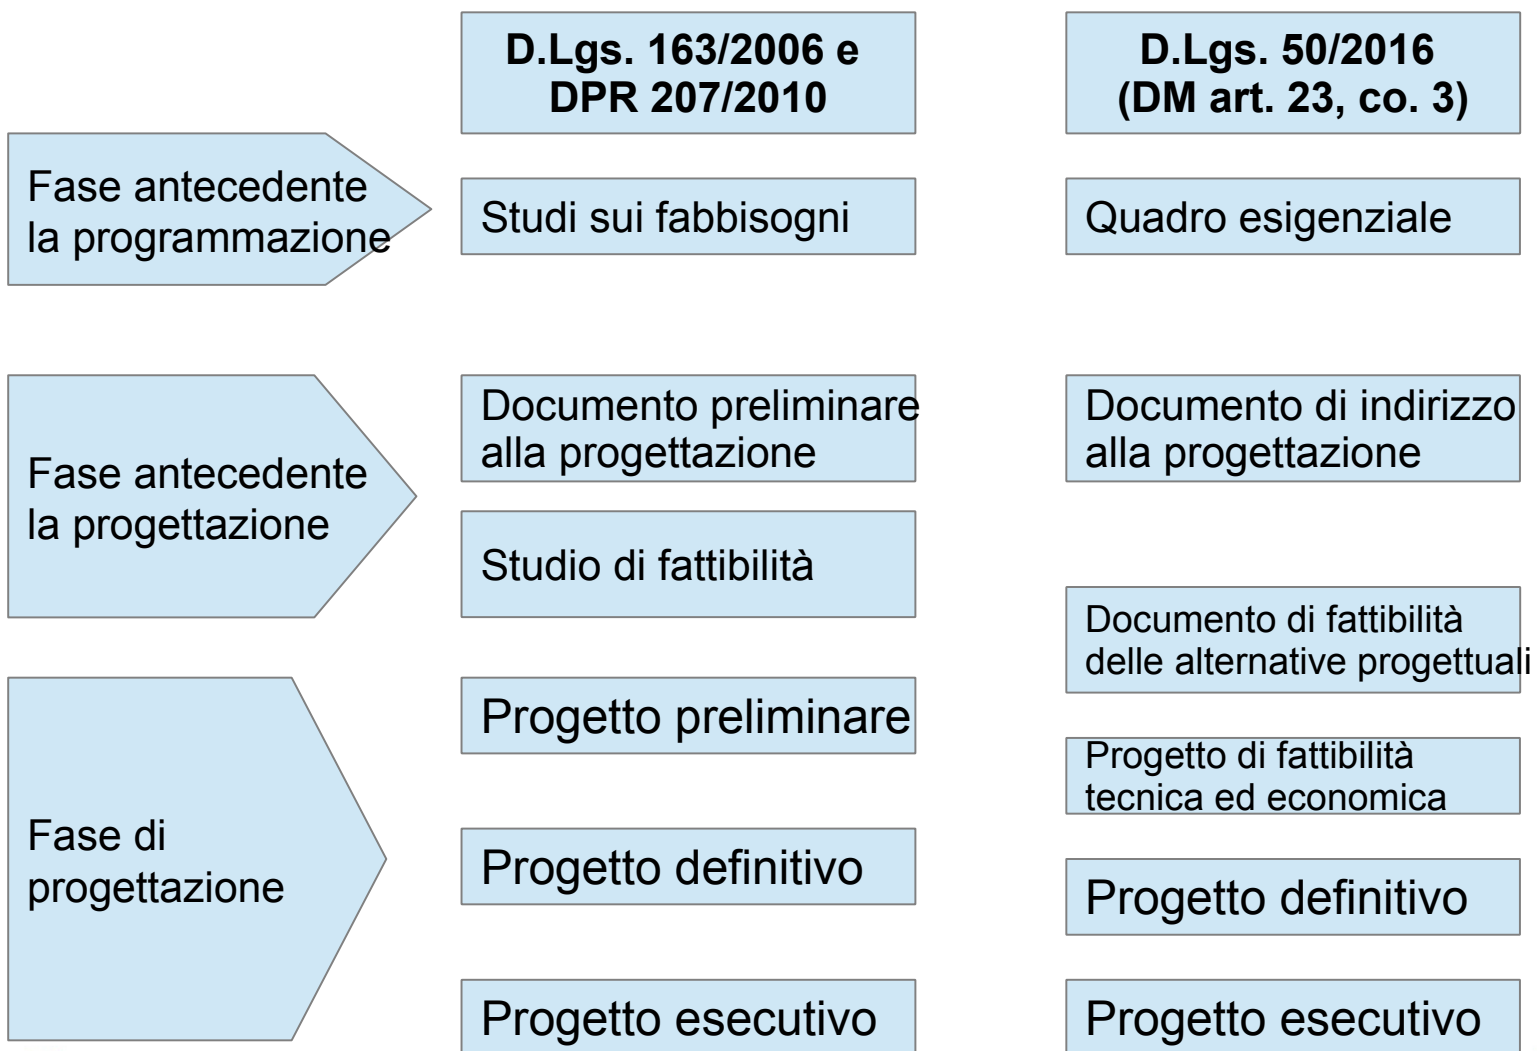 D.Lgs. 163/2006 e
DPR 207/2010
D.Lgs. 50/2016
(DM art. 23, co. 3)
Fase antecedente
la programmazione
Studi sui fabbisogni
Quadro esigenziale
Fase antecedente
la progettazione
Documento preliminare
alla progettazione
Studio di fattibilità
Documento di indirizzo
alla progettazione
Documento di fattibilità
delle alternative progettuali
Fase di
progettazione
Progetto preliminare
Progetto definitivo
Progetto esecutivo
Progetto di fattibilità
tecnica ed economica
Progetto definitivo
Progetto esecutivo